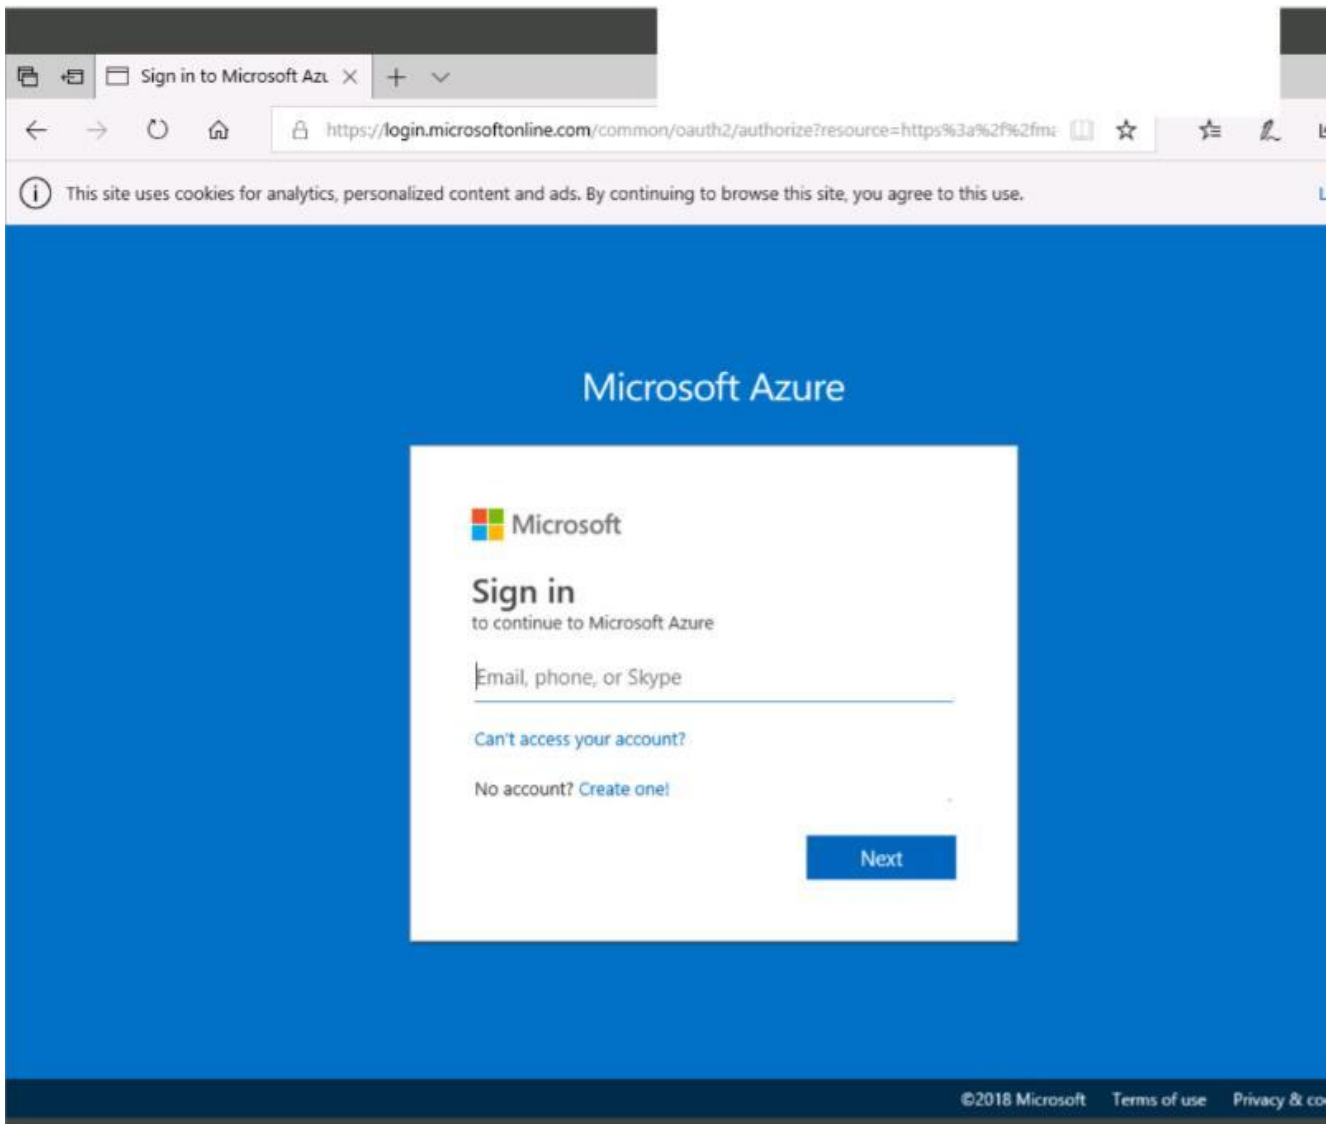 Sign in to Microsoft Azu
https://login.microsoftonline.com/common/oauth2/authorize?resource=https%3a%2f%2fma
This site uses cookies for analytics, personalized content and ads. By continuing to browse this site, you agree to this use.
Microsoft Azure
Microsoft
Sign in
to continue to Microsoft Azure
Email, phone, or Skype
Can't access your account?
No account? Create one!
Next
©2018 Microsoft Terms of use Privacy &